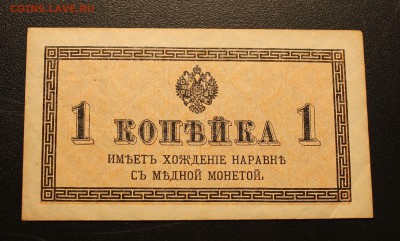 COINS.LAVE.RU
1 КОПѢЙКА 1
ИМѢЕТЪ ХОЖДЕНІЕ НАРАВНѢ
СЪ МѢДНОЙ МОНЕТОЙ.